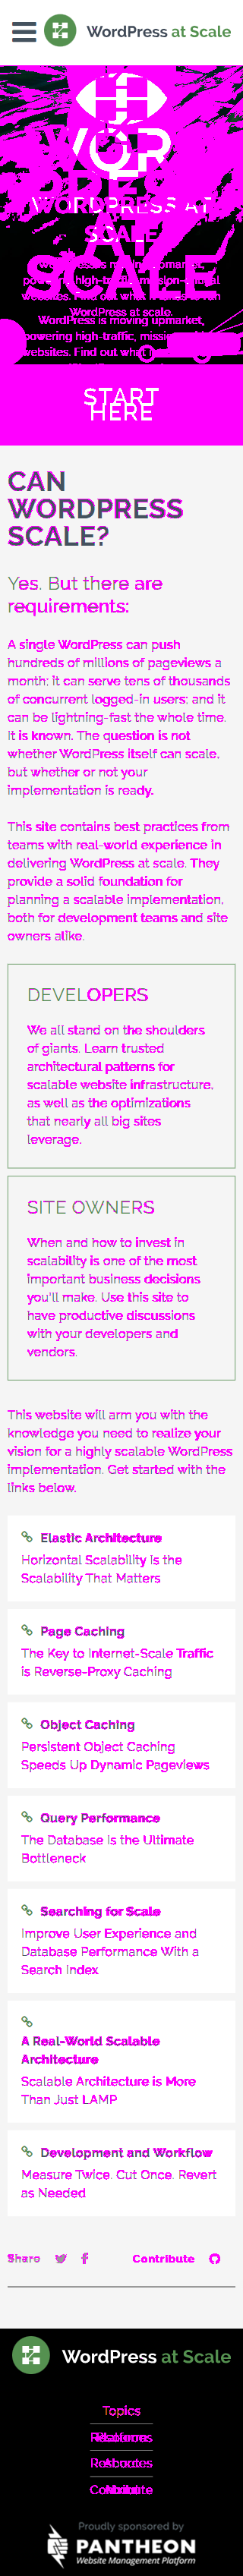 WordPress at Scale
WORDPRESS AT
SCALE
WordPress is moving upmarket,
powering high-traffic, mission-critical
websites. Find out what
WordPress at scale.
START
HERE
CAN
WORDPRESS
SCALE?
Yes. But there are
requirements:
A single WordPress can push
hundreds of millions of pageviews a
month; it can serve tens of thousands
of concurrent logged-in users; and it
can be lightning-fast the whole time.
It is known. The question is not
whether WordPress itself can scale,
but whether or not your
implementation is ready.
This site contains best practices from
teams with real-world experience in
delivering WordPress at scale. They
provide a solid foundation for
planning a scalable implementation,
both for development teams and site
owners alike.
DEVELOPERS
We all stand on the shoulders
of giants. Learn trusted
architectural patterns for
scalable website infrastructure,
as well as the optimizations
that nearly all big sites
leverage.
SITE OWNERS
When and how to invest in
scalability is one of the most
important business decisions
you'll make. Use this site to
have productive discussions
with your developers and
vendors.
This website will arm you with the
knowledge you need to realize your
vision for a highly scalable WordPress
implementation. Get started with the
links below.
Elastic Architecture
Horizontal Scalability is the
Scalability That Matters
Page Caching
The Key to Internet-Scale Traffic
is Reverse-Proxy Caching
Object Caching
Persistent Object Caching
Speeds Up Dynamic Pageviews
Query Performance
The Database Is the Ultimate
Bottleneck
Searching for Scale
Improve User Experience and
Database Performance With a
Search Index
A Real-World Scalable
Architecture
Scalable Architecture is More
Than Just LAMP
Development and Workflow
Measure Twice, Cut Once, Revert
as Needed
Share Contribute
WordPress at Scale
Topics
Proudly sponsored by
PANTHEON
Website Management Platform